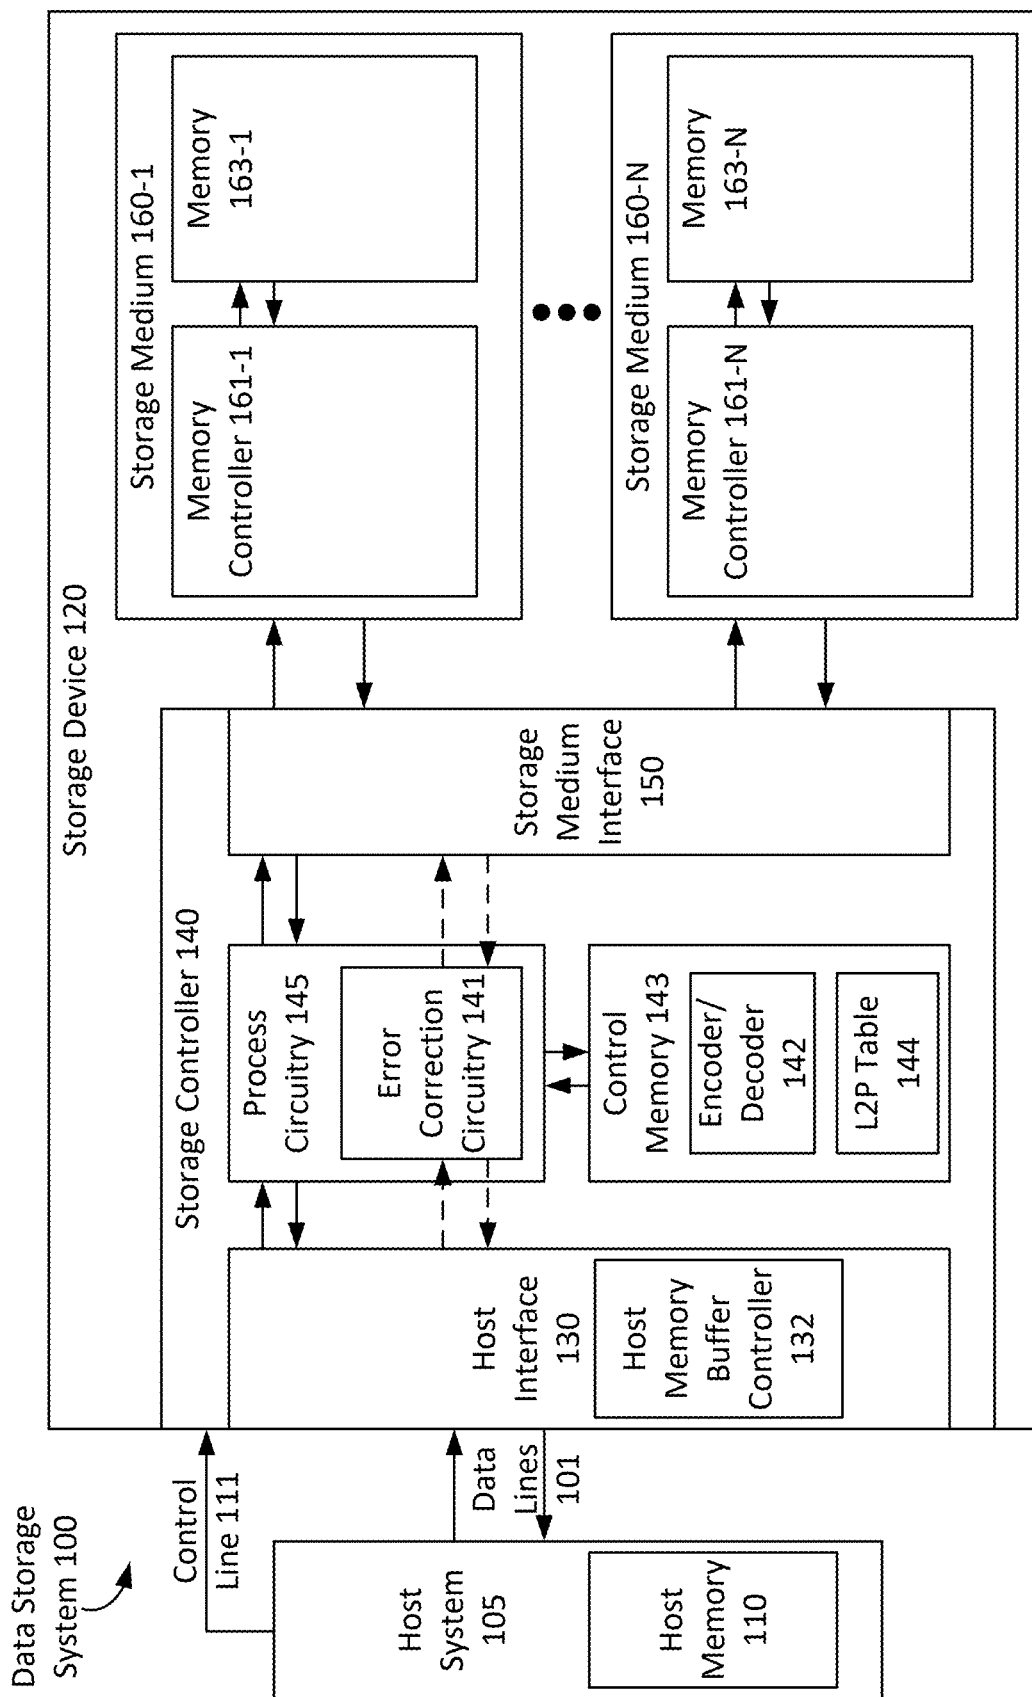 Data Storage
System 100
Control
Line 111
Host
System
105
Host
Memory
110
Data
Lines
101
Storage Device 120
Storage Controller 140
Host
Interface
130
Host
Memory
Buffer
Controller
132
Process
Circuitry 145
Error
Correction
Circuitry 141
Control
Memory 143
Encoder/
Decoder
142
L2P Table
144
Storage
Medium
Interface
150
Storage Medium 160-1
Memory
Controller 161-1
Memory
163-1
Storage Medium 160-N
Memory
Controller 161-N
Memory
163-N